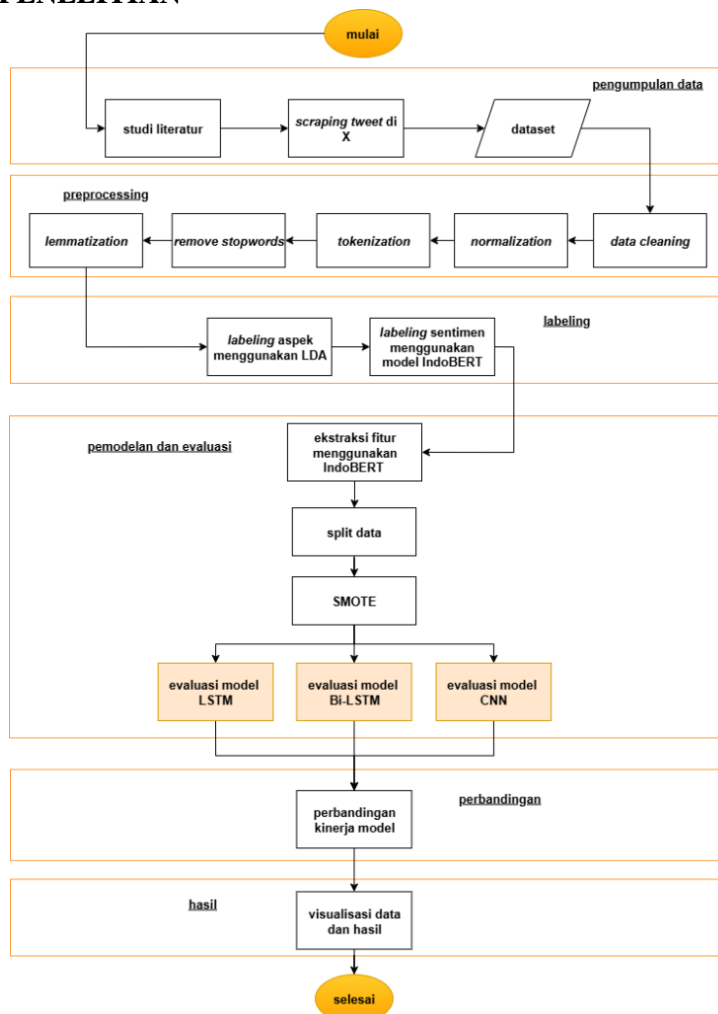 PENELITIAN
mulai
pengumpulan data
studi literatur
scraping tweet di
X
dataset
preprocessing
lemmatization
remove stopwords
tokenization
normalization
data cleaning
labeling
labeling aspek
menggunakan LDA
labeling sentimen
menggunakan
model IndoBERT
pemodelan dan evaluasi
ekstraksi fitur
menggunakan
IndoBERT
split data
SMOTE
evaluasi model
LSTM
evaluasi model
Bi-LSTM
evaluasi model
CNN
perbandingan
perbandingan
kinerja model
hasil
visualisasi data
dan hasil
selesai